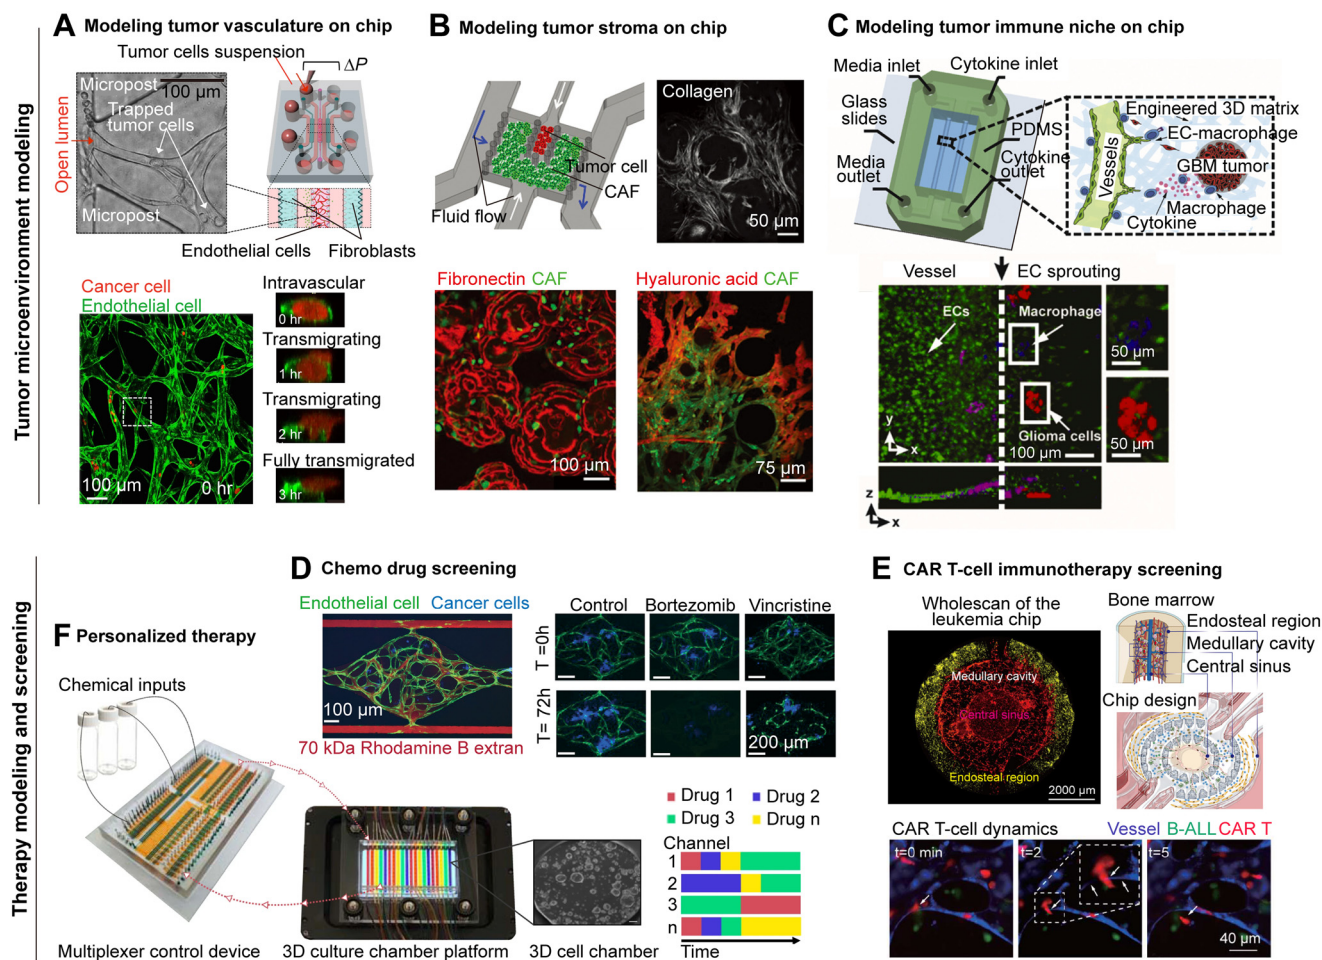 Tumor microenvironment modeling
A Modeling tumor vasculature on chip
Tumor cells suspension
ΔP
Micropost
100 µm
Trapped
tumor cells
Open lumen
Micropost
Endothelial cells
Fibroblasts
Cancer cell
Endothelial cell
100 µm
0 hr
Intravascular
0 hr
Transmigrating
1 hr
Transmigrating
2 hr
Fully transmigrated
3 hr
B Modeling tumor stroma on chip
Tumor cell
CAF
Fluid flow
Collagen
50 µm
Fibronectin CAF
100 µm
Hyaluronic acid CAF
75 µm
C Modeling tumor immune niche on chip
Media inlet
Cytokine inlet
Glass
slides
PDMS
Media
outlet
Cytokine
outlet
Engineered 3D matrix
EC-macrophage
GBM tumor
Vessels
Macrophage
Cytokine
Vessel
EC sprouting
ECs
Macrophage
Glioma cells
100 µm
y
x
z
x
50 µm
50 µm
Therapy modeling and screening
D Chemo drug screening
Endothelial cell Cancer cells
100 µm
70 kDa Rhodamine B extran
Control
Bortezomib
Vincristine
T =0h
T= 72h
200 µm
E CAR T-cell immunotherapy screening
Wholescan of the
leukemia chip
Medullary cavity
Central sinus
Endosteal region
2000 µm
Bone marrow
Endosteal region
Medullary cavity
Central sinus
Chip design
CAR T-cell dynamics
Vessel B-ALL CAR T
t=0 min
t=2
t=5
40 µm
F Personalized therapy
Chemical inputs
Multiplexer control device
3D culture chamber platform
3D cell chamber
Drug 1
Drug 2
Drug 3
Drug n
Channel
1
2
3
n
Time